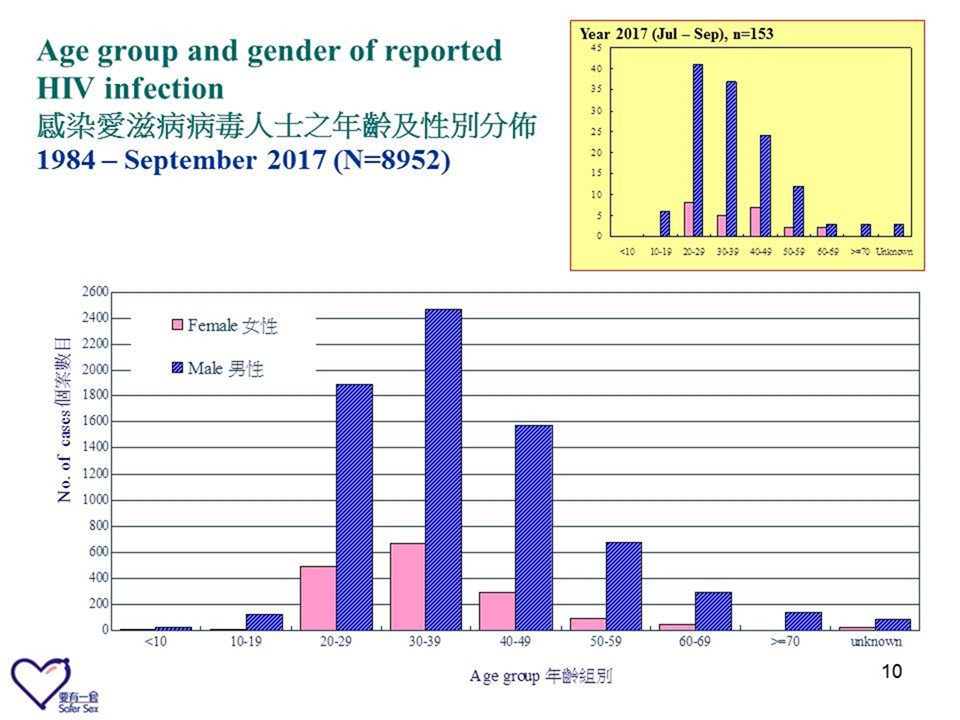 Age group and gender of reported
HIV infection
感染愛滋病病毒人士之年齡及性別分佈
1984 – September 2017 (N=8952)
Year 2017 (Jul – Sep), n=153
45
40
35
30
25
20
15
10
5
0
<10 10-19 20-29 30-39 40-49 50-59 60-69 >=70 Unknown
No. of cases 個案數目
2600
2400
2200
2000
1800
1600
1400
1200
1000
800
600
400
200
0
Female 女性
Male 男性
<10 10-19 20-29 30-39 40-49 50-59 60-69 >=70 unknown
Age group 年齡組別
10
要有一套
Safer Sex